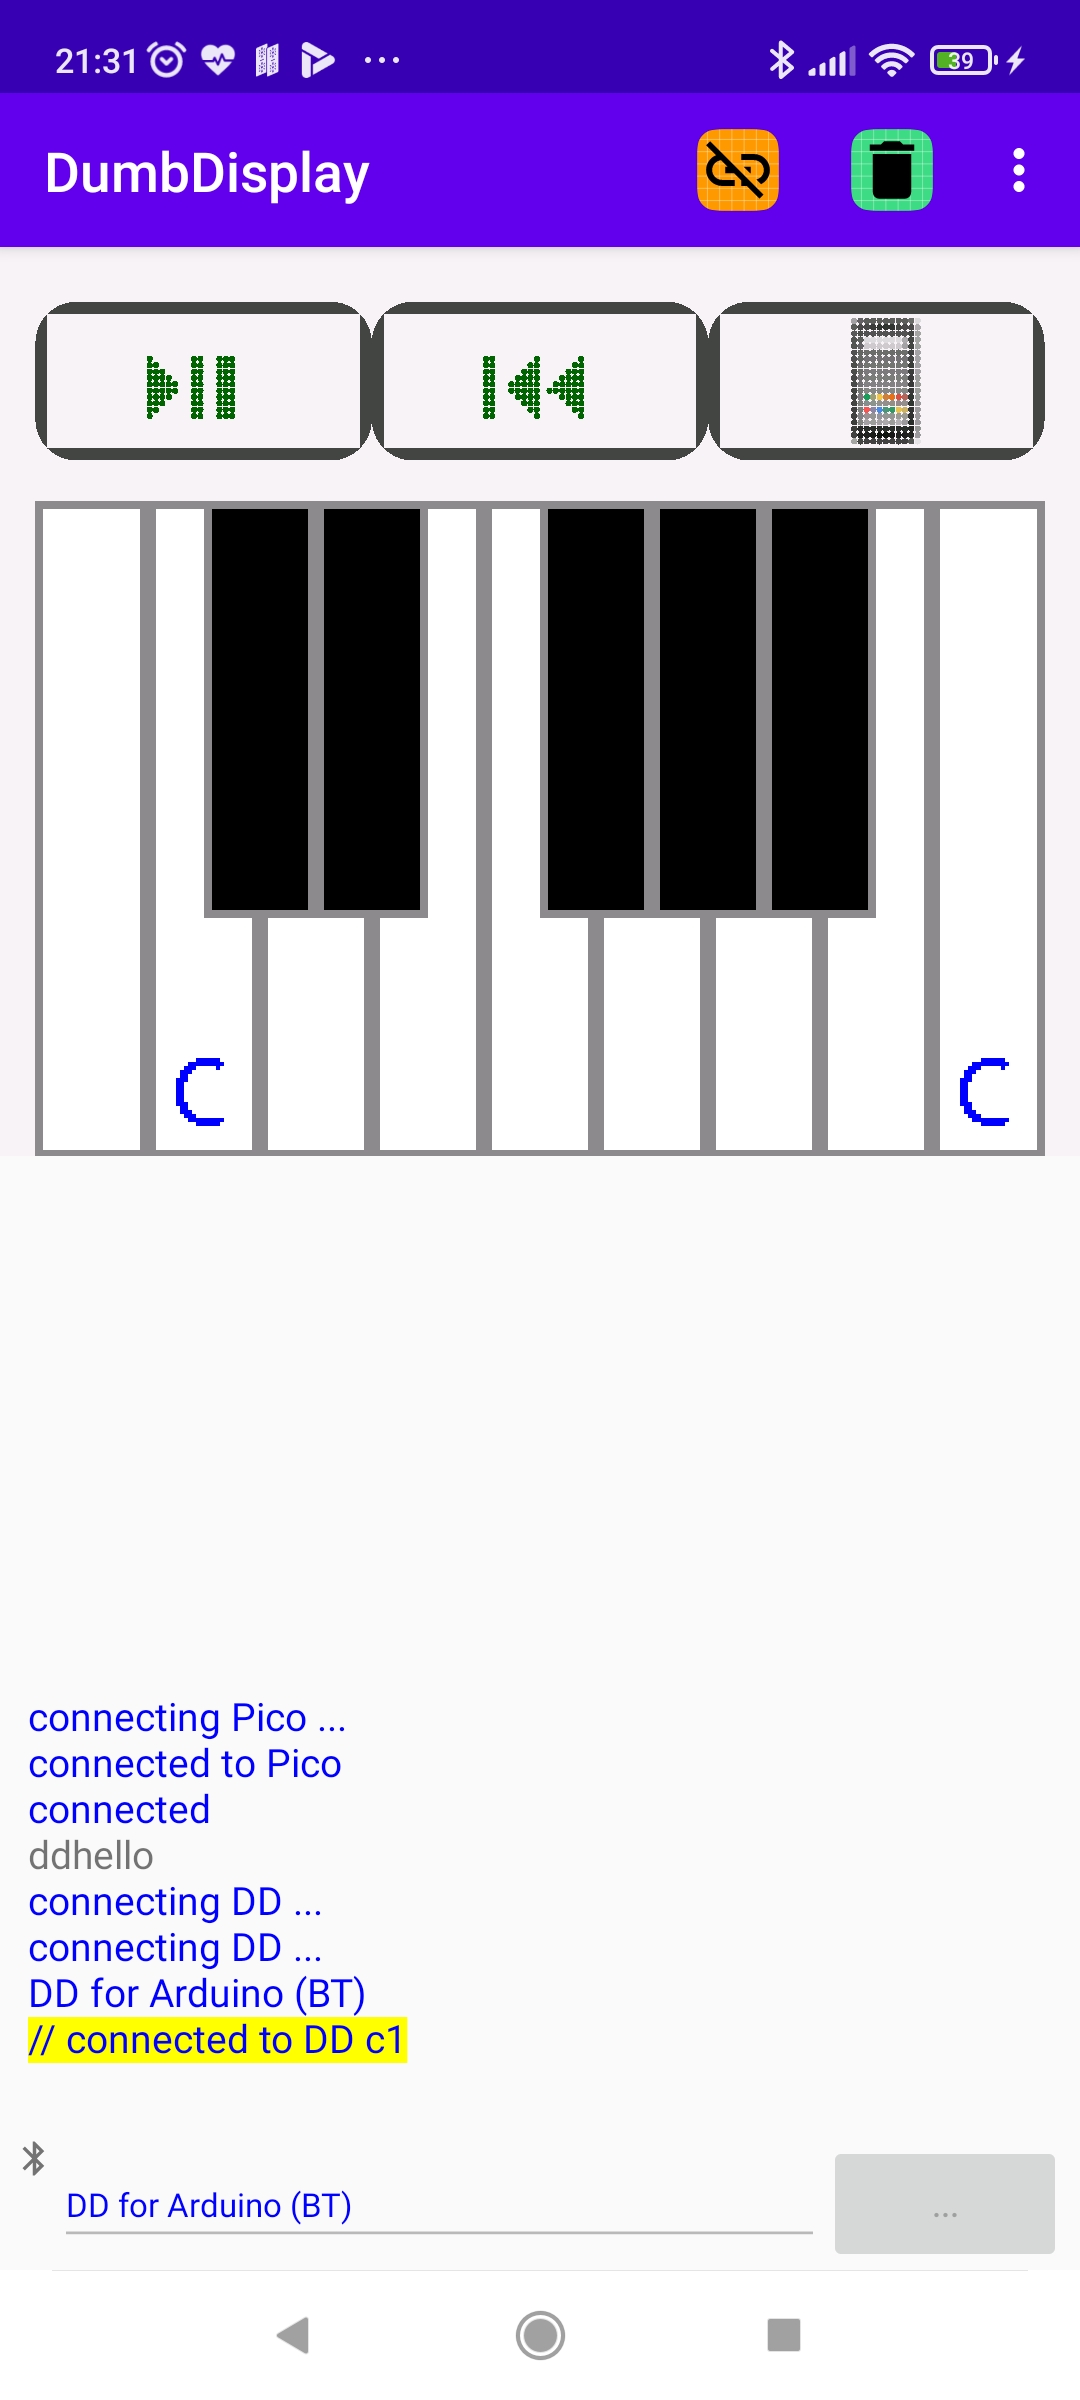 21:31
39
DumbDisplay
C C
connecting Pico ...
connected to Pico
connected
ddhello
connecting DD ...
connecting DD ...
DD for Arduino (BT)
// connected to DD c1
DD for Arduino (BT)
...